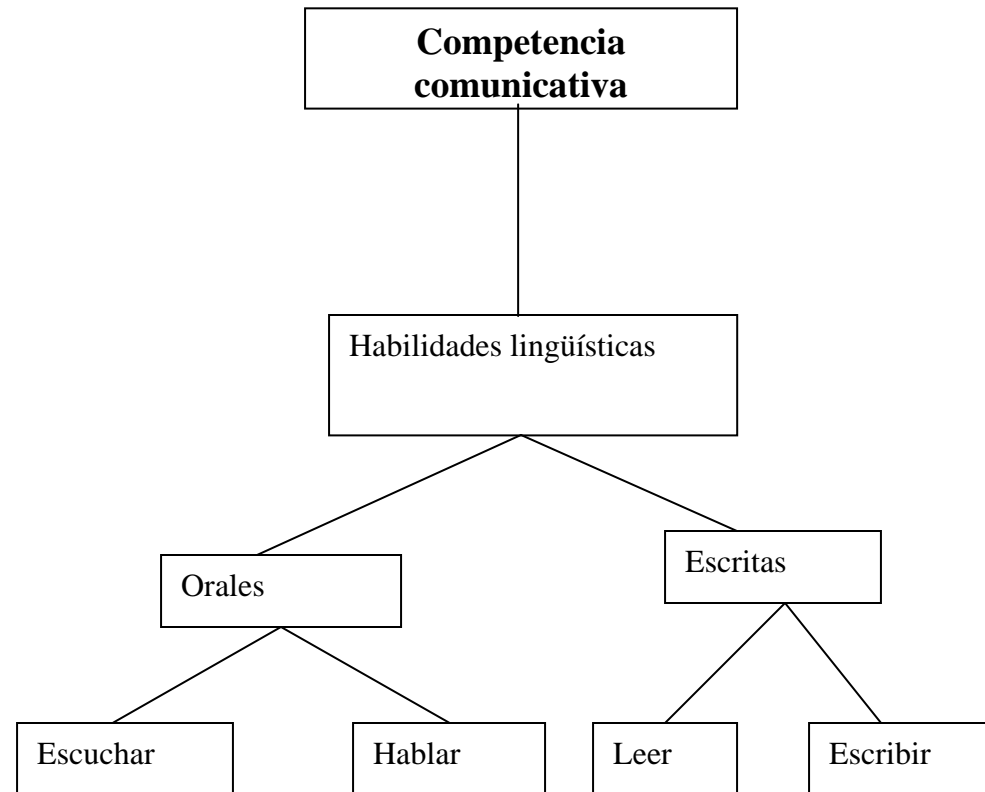 Competencia
comunicativa
Habilidades lingüísticas
Orales
Escritas
Escuchar
Hablar
Leer
Escribir